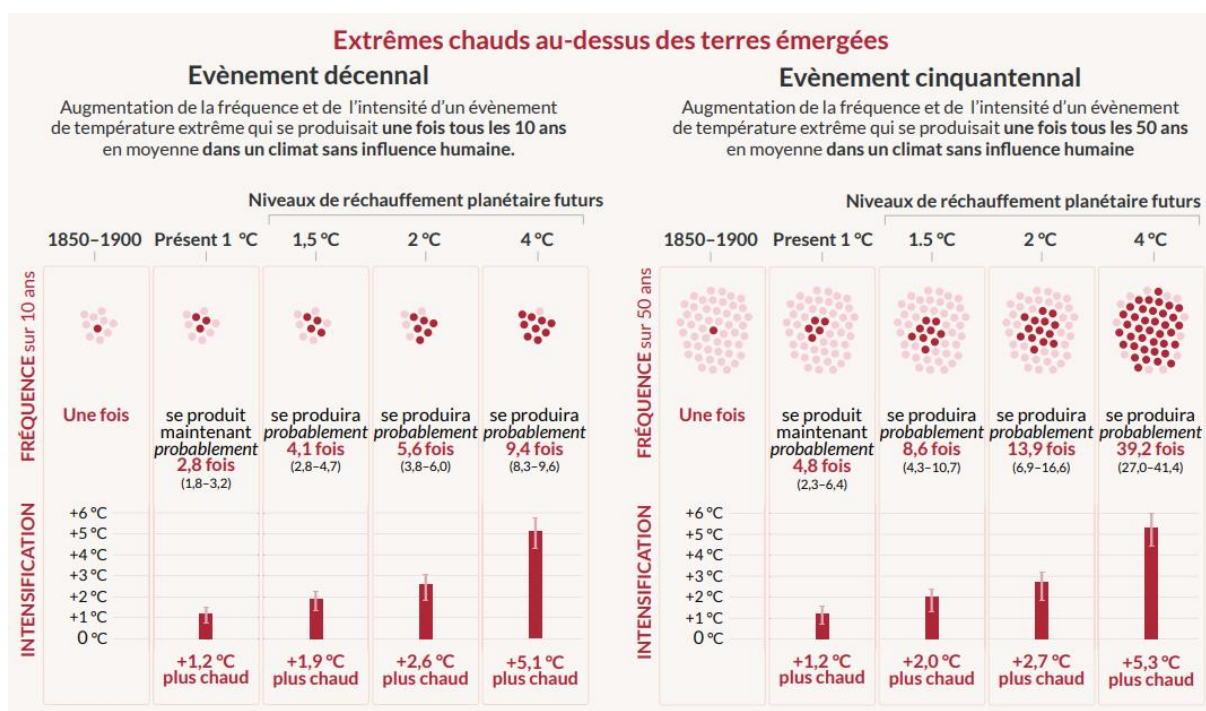 Extrêmes chauds au-dessus des terres émergées
Evènement décennal
Augmentation de la fréquence et de l’intensité d’un évènement
de température extrême qui se produisait une fois tous les 10 ans
en moyenne dans un climat sans influence humaine.
Niveaux de réchauffement planétaire futurs
1850–1900 Présent 1 °C 1,5 °C 2 °C 4 °C
FRÉQUENCE sur 10 ans
Une fois
se produit
maintenant
probablement
2,8 fois
(1,8–3,2)
se produira
probablement
4,1 fois
(2,8–4,7)
se produira
probablement
5,6 fois
(3,8–6,0)
se produira
probablement
9,4 fois
(8,3–9,6)
INTENSIFICATION
+6 °C
+5 °C
+4 °C
+3 °C
+2 °C
+1 °C
0 °C
+1,2 °C
plus chaud
+1,9 °C
plus chaud
+2,6 °C
plus chaud
+5,1 °C
plus chaud
Evènement cinquantennal
Augmentation de la fréquence et de l’intensité d’un évènement
de température extrême qui se produisait une fois tous les 50 ans
en moyenne dans un climat sans influence humaine
Niveaux de réchauffement planétaire futurs
1850–1900 Present 1 °C 1.5 °C 2 °C 4 °C
FRÉQUENCE sur 50 ans
Une fois
se produit
maintenant
probablement
4,8 fois
(2,3–6,4)
se produira
probablement
8,6 fois
(4,3–10,7)
se produira
probablement
13,9 fois
(6,9–16,6)
se produira
probablement
39,2 fois
(27,0–41,4)
INTENSIFICATION
+6 °C
+5 °C
+4 °C
+3 °C
+2 °C
+1 °C
0 °C
+1,2 °C
plus chaud
+2,0 °C
plus chaud
+2,7 °C
plus chaud
+5,3 °C
plus chaud